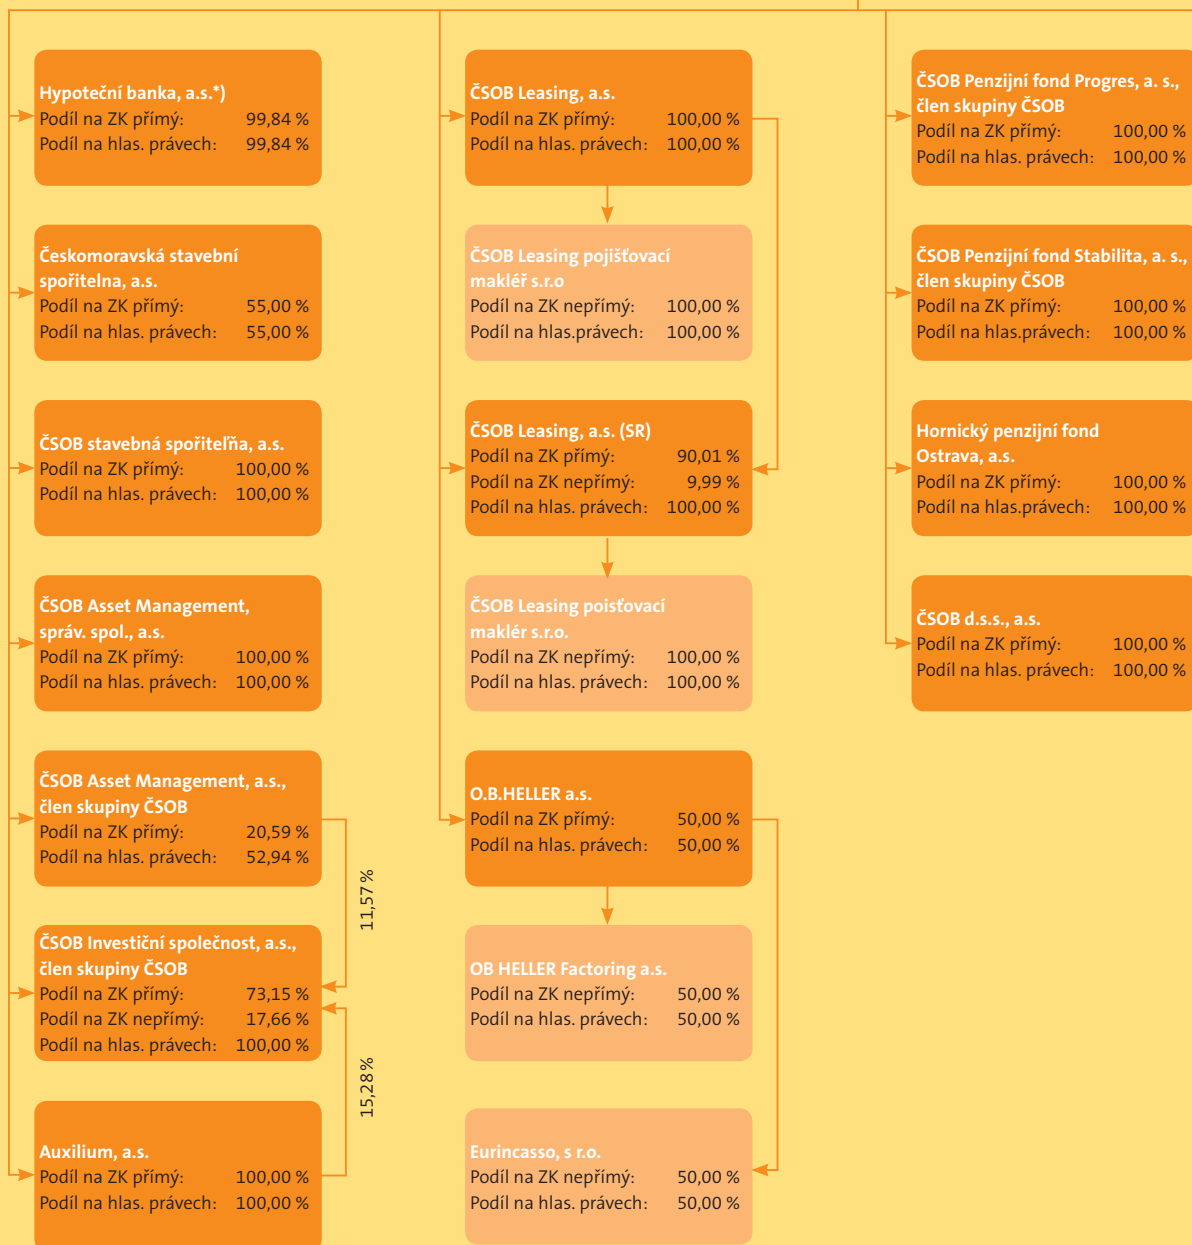 Hypoteční banka, a.s.*)
Podíl na ZK přímý: 99,84 %
Podíl na hlas. právech: 99,84 %
Českomoravská stavební
spořitelna, a.s.
Podíl na ZK přímý: 55,00 %
Podíl na hlas. právech: 55,00 %
ČSOB stavebná spořiteľňa, a.s.
Podíl na ZK přímý: 100,00 %
Podíl na hlas. právech: 100,00 %
ČSOB Asset Management,
správ. spol., a.s.
Podíl na ZK přímý: 100,00 %
Podíl na hlas. právech: 100,00 %
ČSOB Asset Management, a.s.,
člen skupiny ČSOB
Podíl na ZK přímý: 20,59 %
Podíl na hlas. právech: 52,94 %
11,57 %
ČSOB Investiční společnost, a.s.,
člen skupiny ČSOB
Podíl na ZK přímý: 73,15 %
Podíl na ZK nepřímý: 17,66 %
Podíl na hlas. právech: 100,00 %
15,28 %
Auxilium, a.s.
Podíl na ZK přímý: 100,00 %
Podíl na hlas. právech: 100,00 %
ČSOB Leasing, a.s.
Podíl na ZK přímý: 100,00 %
Podíl na hlas. právech: 100,00 %
ČSOB Leasing pojišťovací
makléř s.r.o
Podíl na ZK nepřímý: 100,00 %
Podíl na hlas.právech: 100,00 %
ČSOB Leasing, a.s. (SR)
Podíl na ZK přímý: 90,01 %
Podíl na ZK nepřímý: 9,99 %
Podíl na hlas. právech: 100,00 %
ČSOB Leasing poisťovací
maklér s.r.o.
Podíl na ZK nepřímý: 100,00 %
Podíl na hlas. právech: 100,00 %
O.B.HELLER a.s.
Podíl na ZK přímý: 50,00 %
Podíl na hlas. právech: 50,00 %
OB HELLER Factoring a.s.
Podíl na ZK nepřímý: 50,00 %
Podíl na hlas. právech: 50,00 %
Eurincasso, s r.o.
Podíl na ZK nepřímý: 50,00 %
Podíl na hlas. právech: 50,00 %
ČSOB Penzijní fond Progres, a. s.,
člen skupiny ČSOB
Podíl na ZK přímý: 100,00 %
Podíl na hlas. právech: 100,00 %
ČSOB Penzijní fond Stabilita, a. s.,
člen skupiny ČSOB
Podíl na ZK přímý: 100,00 %
Podíl na hlas.právech: 100,00 %
Hornický penzijní fond
Ostrava, a.s.
Podíl na ZK přímý: 100,00 %
Podíl na hlas.právech: 100,00 %
ČSOB d.s.s., a.s.
Podíl na ZK přímý: 100,00 %
Podíl na hlas. právech: 100,00 %